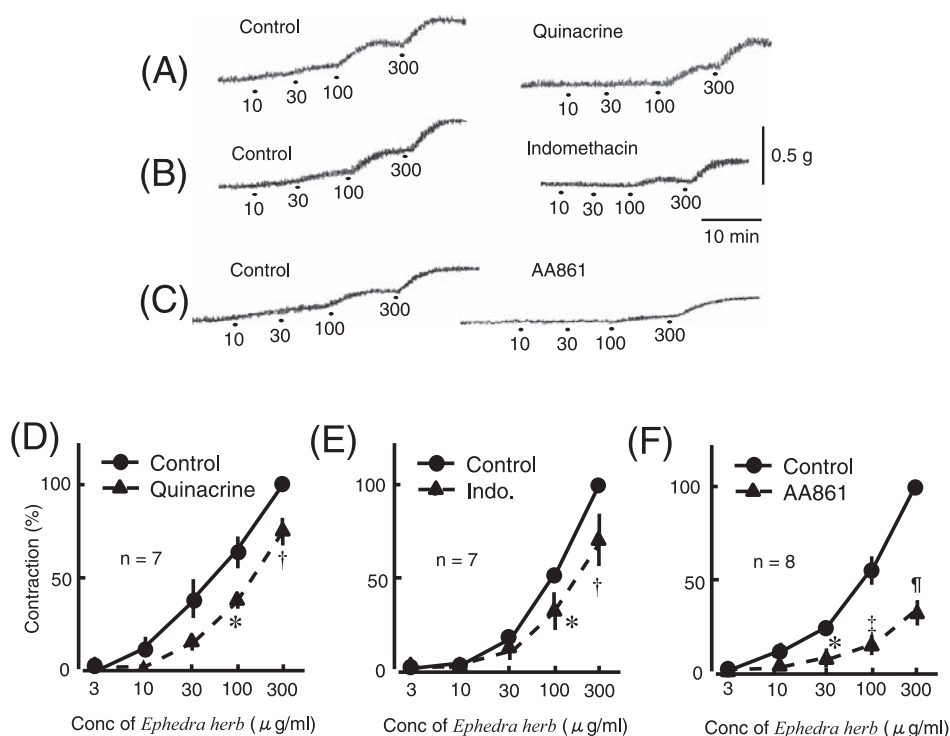 Control
Quinacrine
(A)
10 30 100 300
10 30 100 300
Control
Indomethacin
(B)
10 30 100 300
10 30 100 300
0.5 g
10 min
Control
AA861
(C)
10 30 100 300
10 30 100 300
(D)
Control
Quinacrine
100
50
0
Contraction (%)
n = 7
*
†
3 10 30 100 300
Conc of Ephedra herb ( μ g/ml)
(E)
Control
Indo.
100
50
0
n = 7
*
†
3 10 30 100 300
Conc of Ephedra herb ( μ g/ml)
(F)
Control
AA861
100
50
0
n = 8
*
‡
¶
3 10 30 100 300
Conc of Ephedra herb ( μ g/ml)